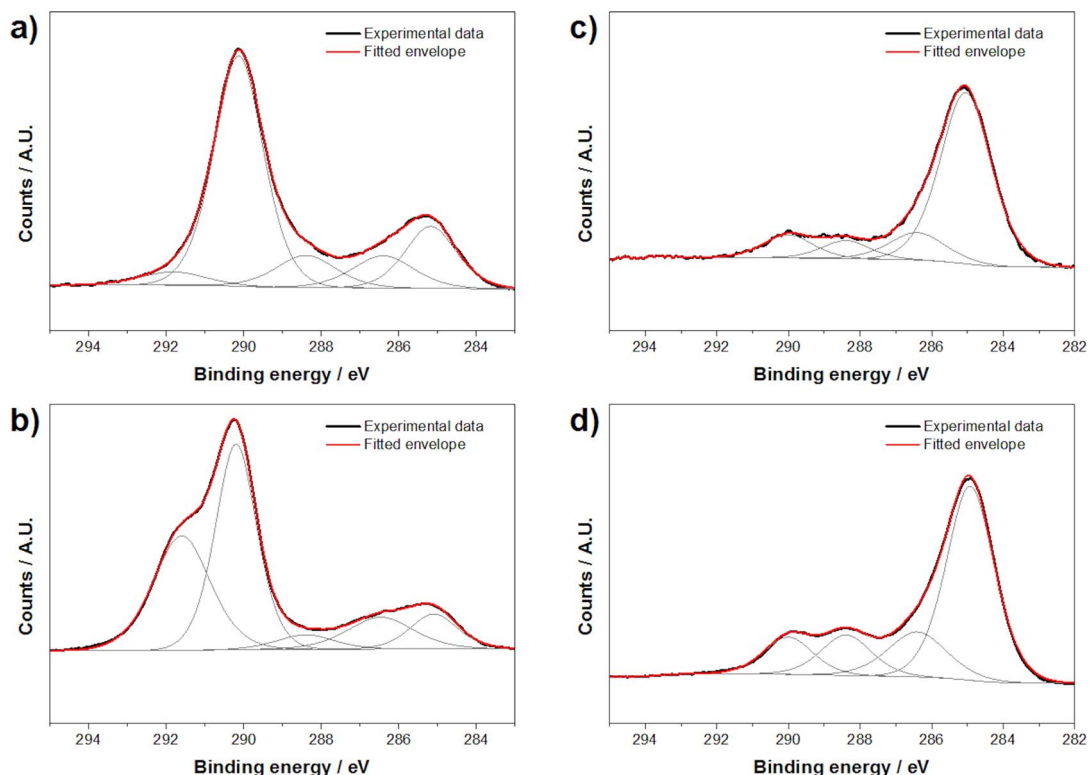 a)
Experimental data
Fitted envelope
Counts / A.U.
294 292 290 288 286 284
Binding energy / eV
c)
Experimental data
Fitted envelope
Counts / A.U.
294 292 290 288 286 284 282
Binding energy / eV
b)
Experimental data
Fitted envelope
Counts / A.U.
294 292 290 288 286 284
Binding energy / eV
d)
Experimental data
Fitted envelope
Counts / A.U.
294 292 290 288 286 284 282
Binding energy / eV